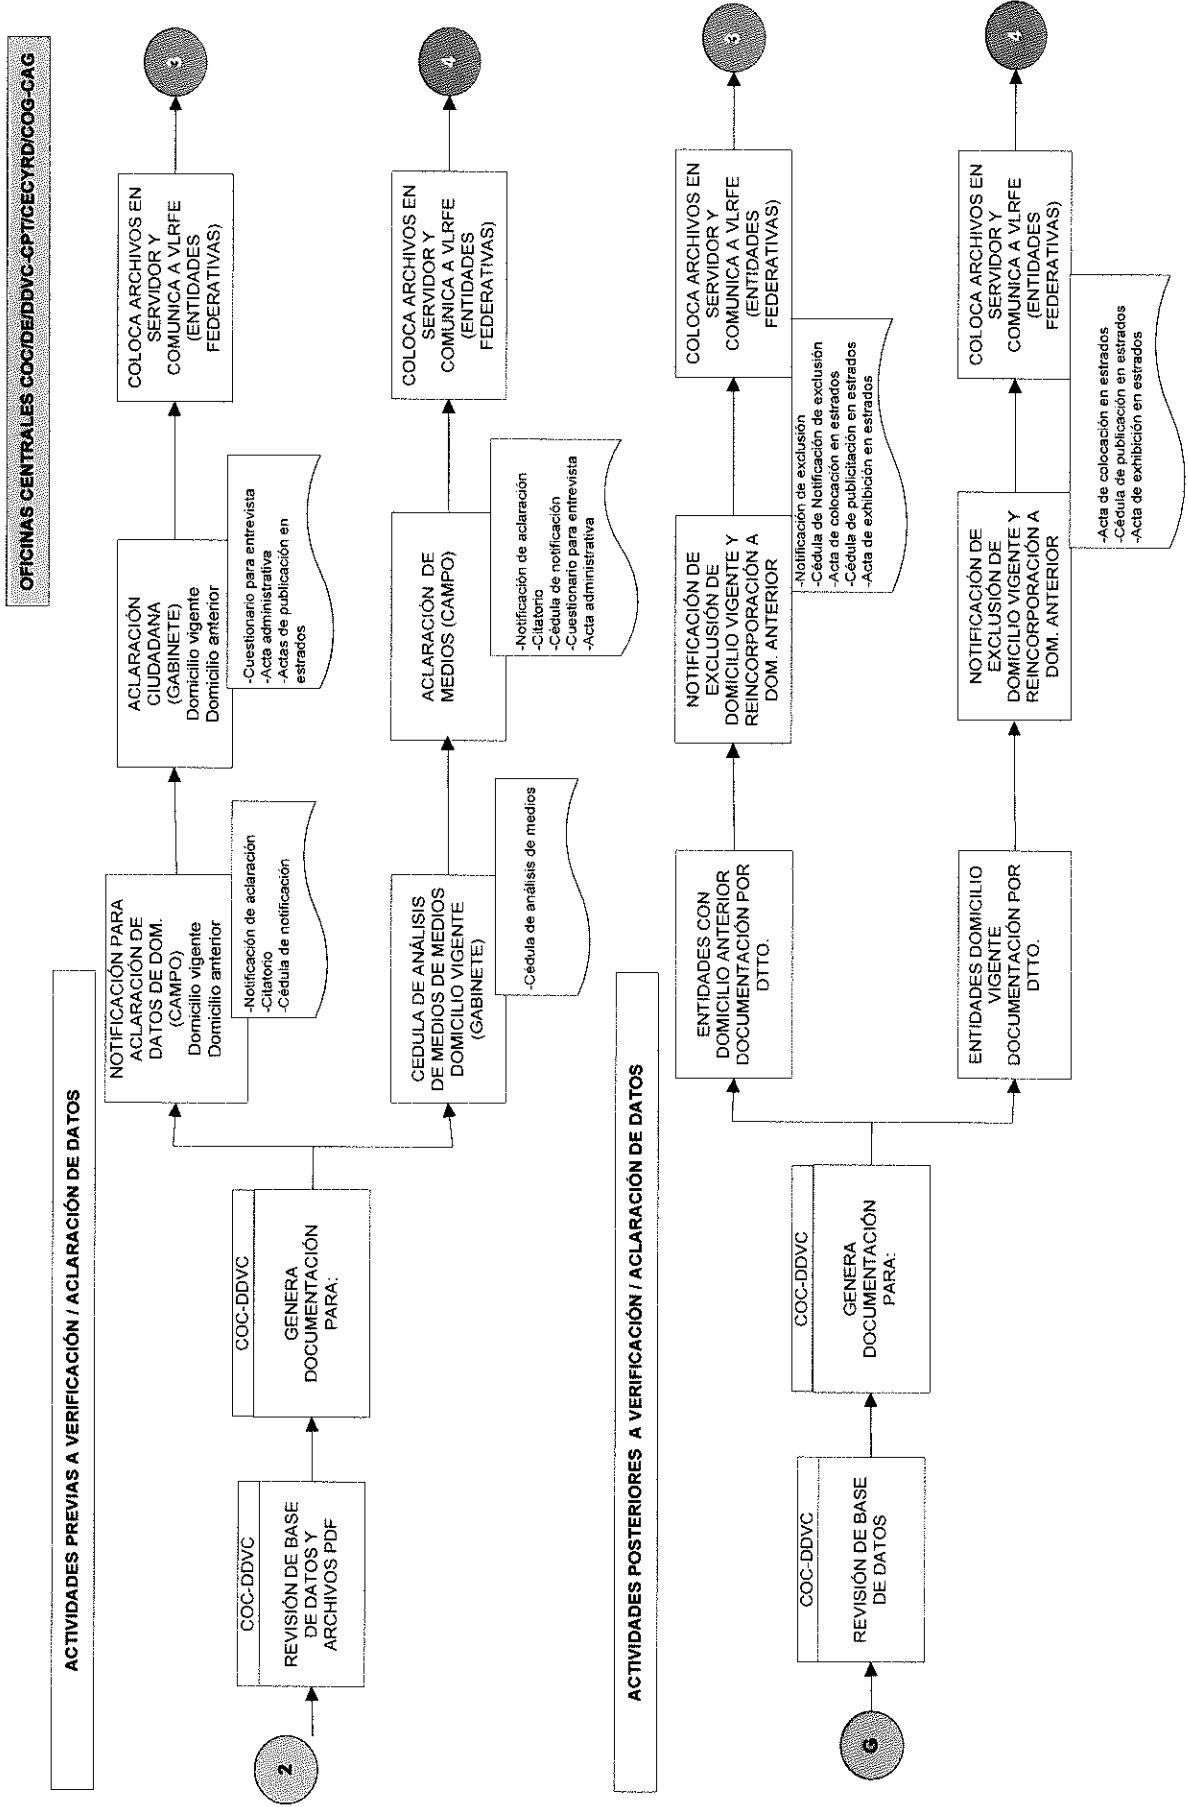 OFICINAS CENTRALES COC/DE/DDVC-CPT/CECYRD/COG-CAG
ACTIVIDADES PREVIAS A VERIFICACIÓN / ACLARACIÓN DE DATOS
2
COC-DDVC
REVISIÓN DE BASE
DE DATOS Y
ARCHIVOS PDF
COC-DDVC
GENERA
DOCUMENTACIÓN
PARA:
NOTIFICACIÓN PARA
ACLARACIÓN DE
DATOS DE DOM.
(CAMPO)
Domicilio vigente
Domicilio anterior
-Notificación de aclaración
-Citatorio
-Cédula de notificación
ACLARACIÓN
CIUDADANA
(GABINETE)
Domicilio vigente
Domicilio anterior
-Cuestionario para entrevista
-Acta administrativa
-Actas de publicación en
estrados
COLOCA ARCHIVOS EN
SERVIDOR Y
COMUNICA A VLRFE
(ENTIDADES
FEDERATIVAS)
3
CEDULA DE ANÁLISIS
DE MEDIOS DE MEDIOS
DOMICILIO VIGENTE
(GABINETE)
-Cédula de análisis de medios
ACLARACIÓN DE
MEDIOS (CAMPO)
-Notificación de aclaración
-Citatorio
-Cédula de notificación
-Cuestionario para entrevista
-Acta administrativa
COLOCA ARCHIVOS EN
SERVIDOR Y
COMUNICA A VLRFE
(ENTIDADES
FEDERATIVAS)
4
ACTIVIDADES POSTERIORES A VERIFICACIÓN / ACLARACIÓN DE DATOS
G
COC-DDVC
REVISIÓN DE BASE
DE DATOS
COC-DDVC
GENERA
DOCUMENTACIÓN
PARA:
ENTIDADES CON
DOMICILIO ANTERIOR
DOCUMENTACIÓN POR
DTTO.
NOTIFICACIÓN DE
EXCLUSIÓN DE
DOMICILIO VIGENTE Y
REINCORPORACIÓN A
DOM. ANTERIOR
-Notificación de exclusión
-Cédula de Notificación de exclusión
-Acta de colocación en estrados
-Cédula de publicitación en estrados
-Acta de exhibición en estrados
COLOCA ARCHIVOS EN
SERVIDOR Y
COMUNICA A VLRFE
(ENTIDADES
FEDERATIVAS)
3
ENTIDADES DOMICILIO
VIGENTE
DOCUMENTACIÓN POR
DTTO.
NOTIFICACIÓN DE
EXCLUSIÓN DE
DOMICILIO VIGENTE Y
REINCORPORACIÓN A
DOM. ANTERIOR
-Acta de colocación en estrados
-Cédula de publicación en estrados
-Acta de exhibición en estrados
COLOCA ARCHIVOS EN
SERVIDOR Y
COMUNICA A VLRFE
(ENTIDADES
FEDERATIVAS)
4